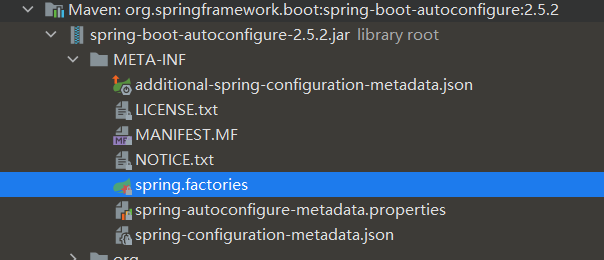 Maven: org.springframework.boot:spring-boot-autoconfigure:2.5.2
spring-boot-autoconfigure-2.5.2.jar library root
META-INF
additional-spring-configuration-metadata.json
LICENSE.txt
MANIFEST.MF
NOTICE.txt
spring.factories
spring-autoconfigure-metadata.properties
spring-configuration-metadata.json
org